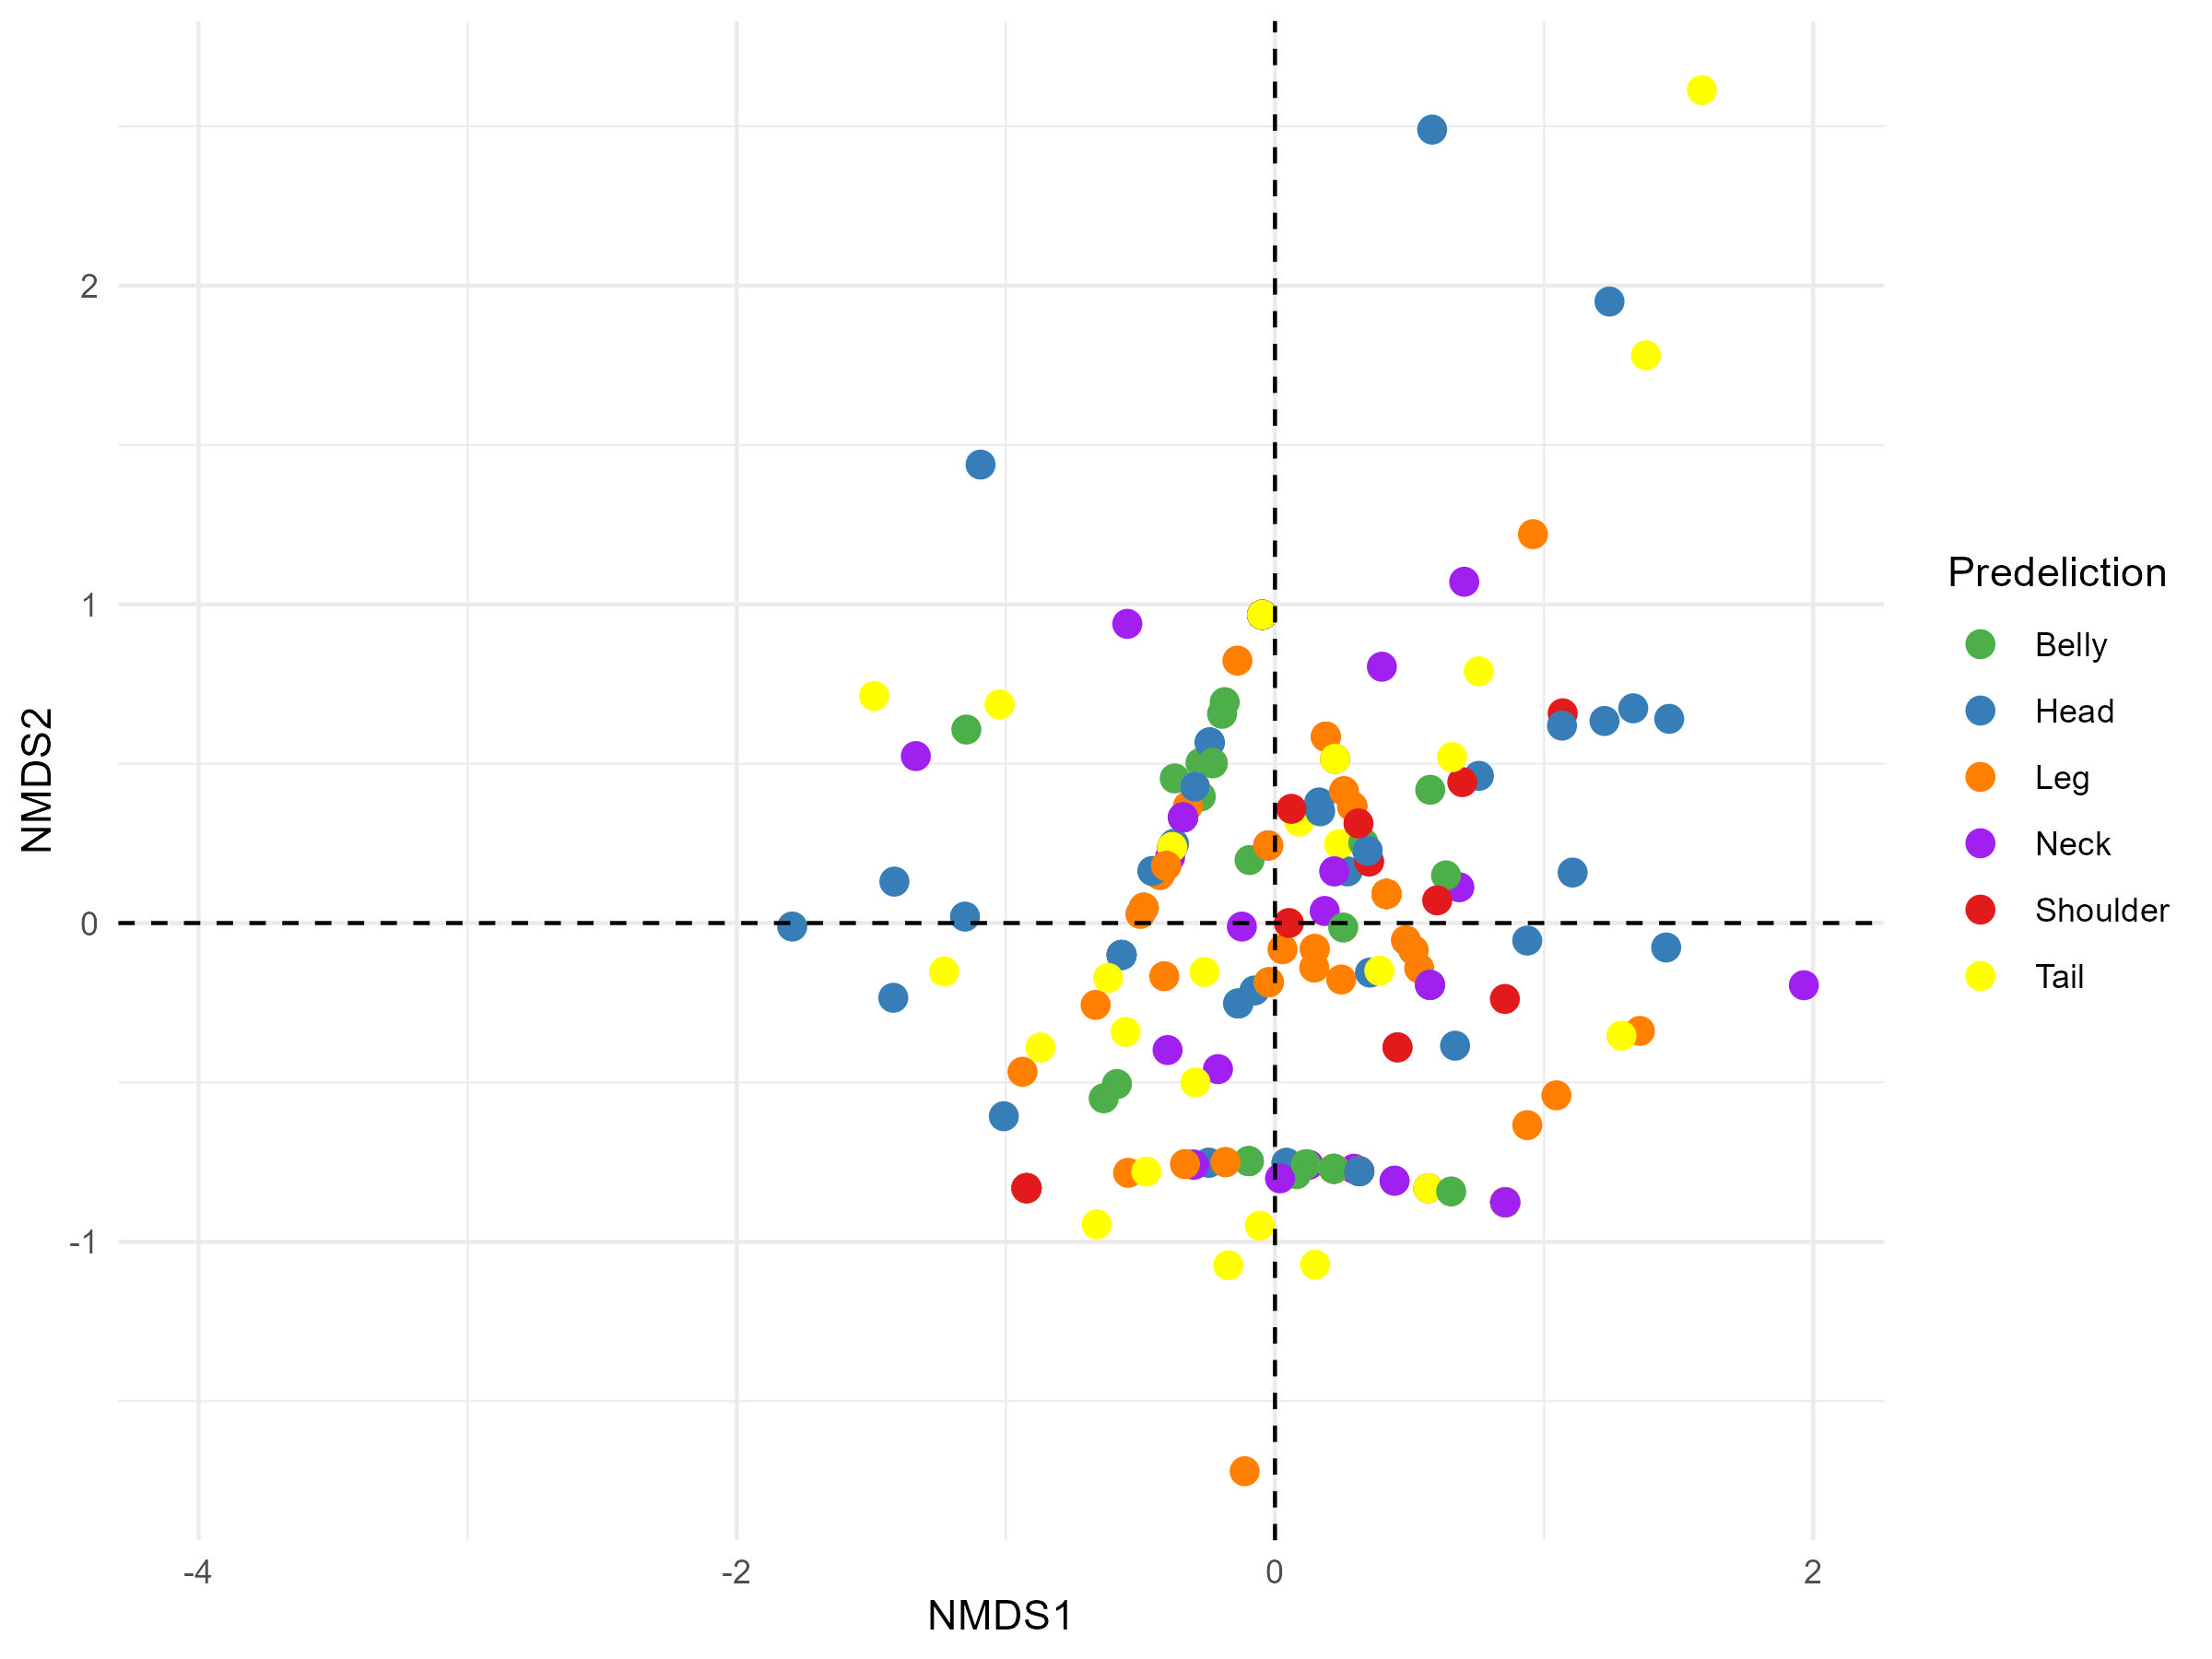 NMDS2
2
1
0
-1
-4
-2
0
2
NMDS1
Predeliction
Belly
Head
Leg
Neck
Shoulder
Tail